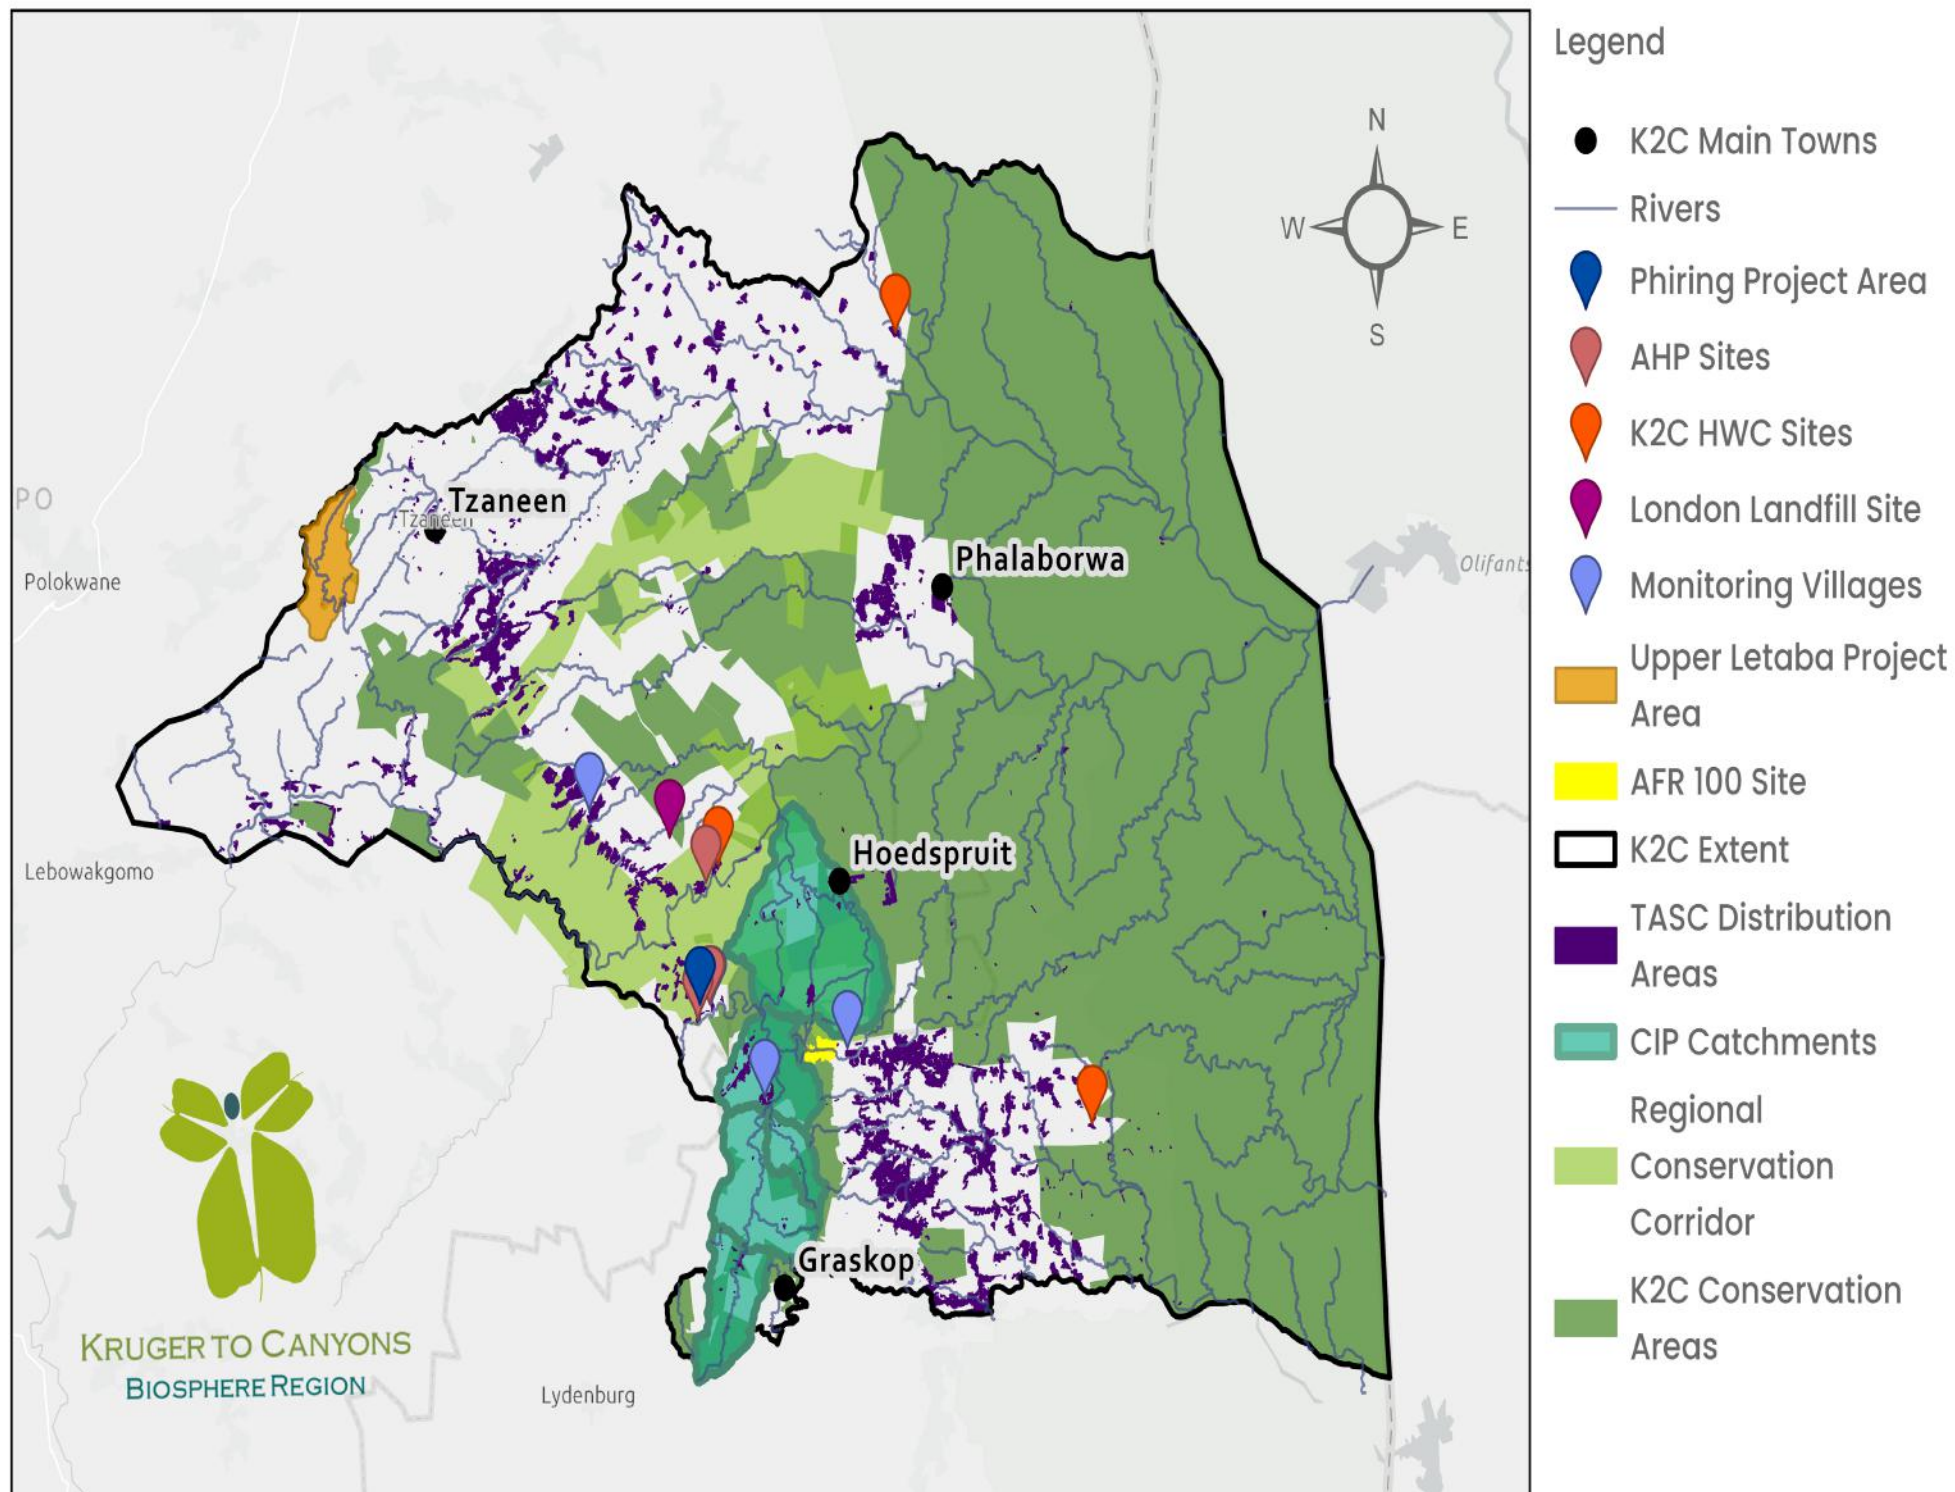 Legend
N
W
E
S
K2C Main Towns
Rivers
Phiring Project Area
AHP Sites
K2C HWC Sites
London Landfill Site
Monitoring Villages
Upper Letaba Project
Area
AFR 100 Site
K2C Extent
TASC Distribution
Areas
CIP Catchments
Regional
Conservation
Corridor
K2C Conservation
Areas
PO
Tzaneen
Tzaneen
Polokwane
Phalaborwa
Olifants
Hoedspruit
Lebowakgomo
Graskop
KRUGER TO CANYONS
BIOSPHERE REGION
Lydenburg